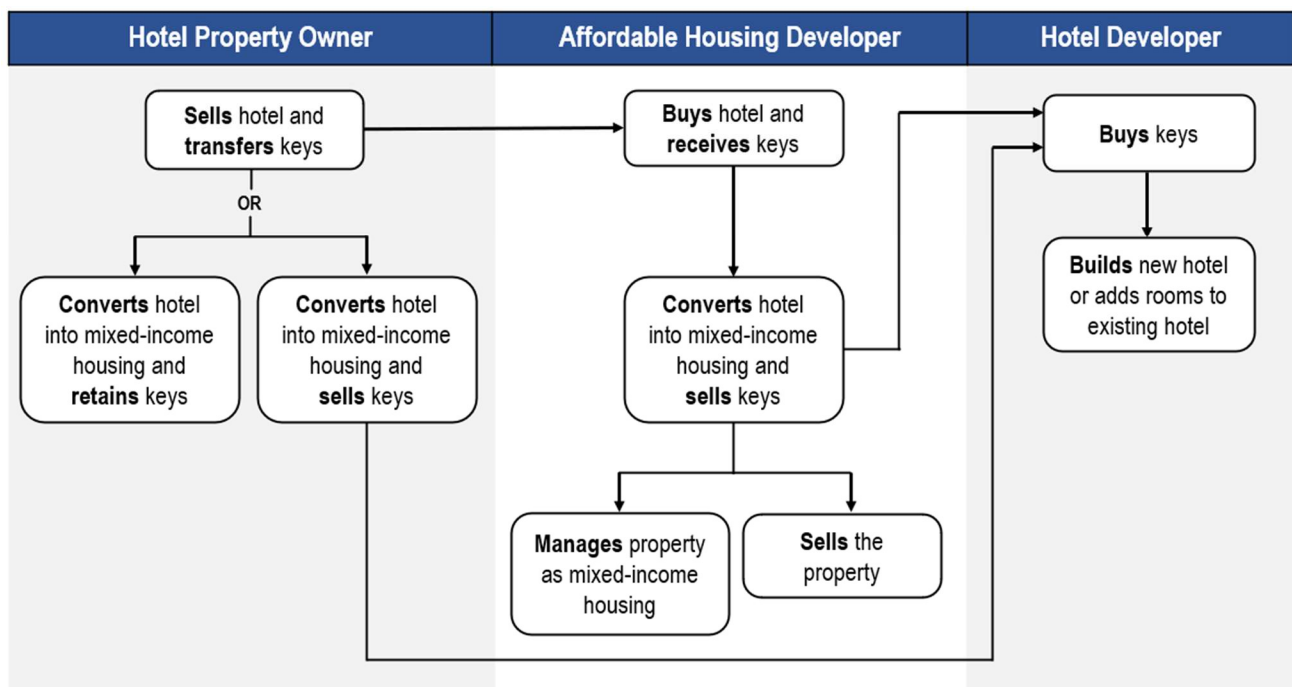 Hotel Property Owner
Affordable Housing Developer
Hotel Developer
Sells hotel and
transfers keys
OR
Converts hotel
into mixed-income
housing and
retains keys
Converts hotel
into mixed-income
housing and
sells keys
Buys hotel and
receives keys
Converts hotel
into mixed-income
housing and
sells keys
Manages property
as mixed-income
housing
Sells the
property
Buys keys
Builds new hotel
or adds rooms to
existing hotel